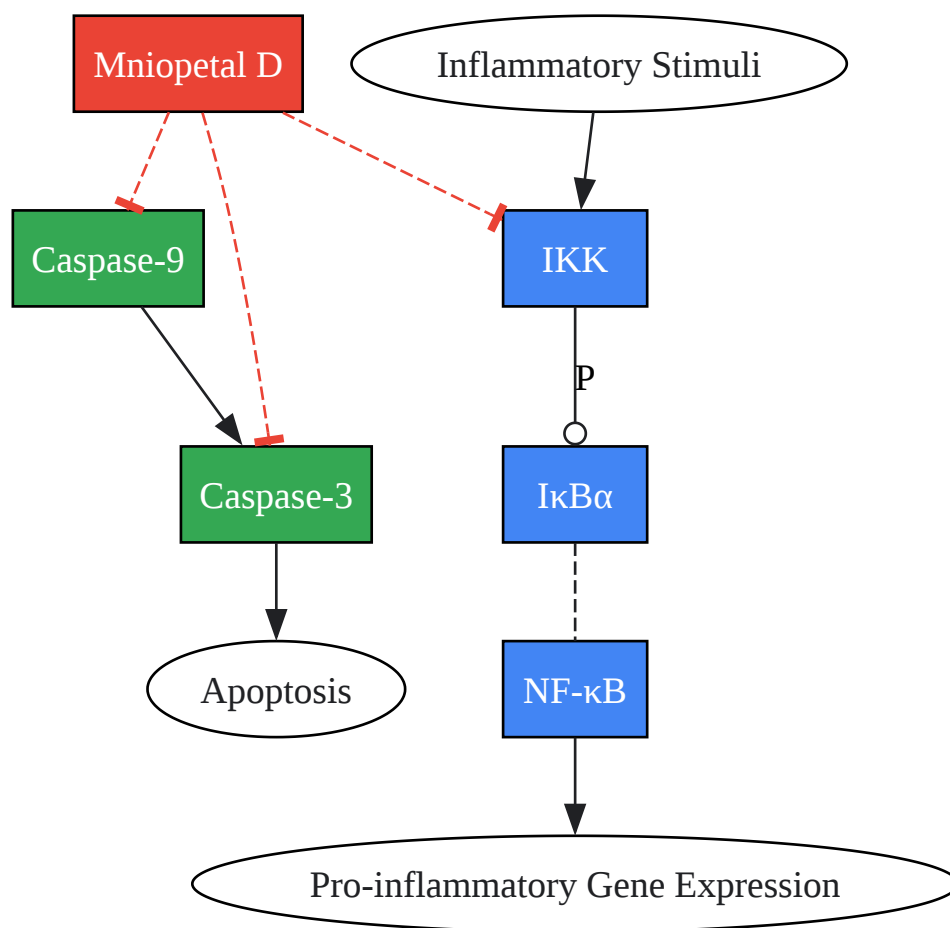 Mniopetal D
Inflammatory Stimuli
Caspase-9
IKK
P
Caspase-3
IκBα
Apoptosis
NF-κB
Pro-inflammatory Gene Expression